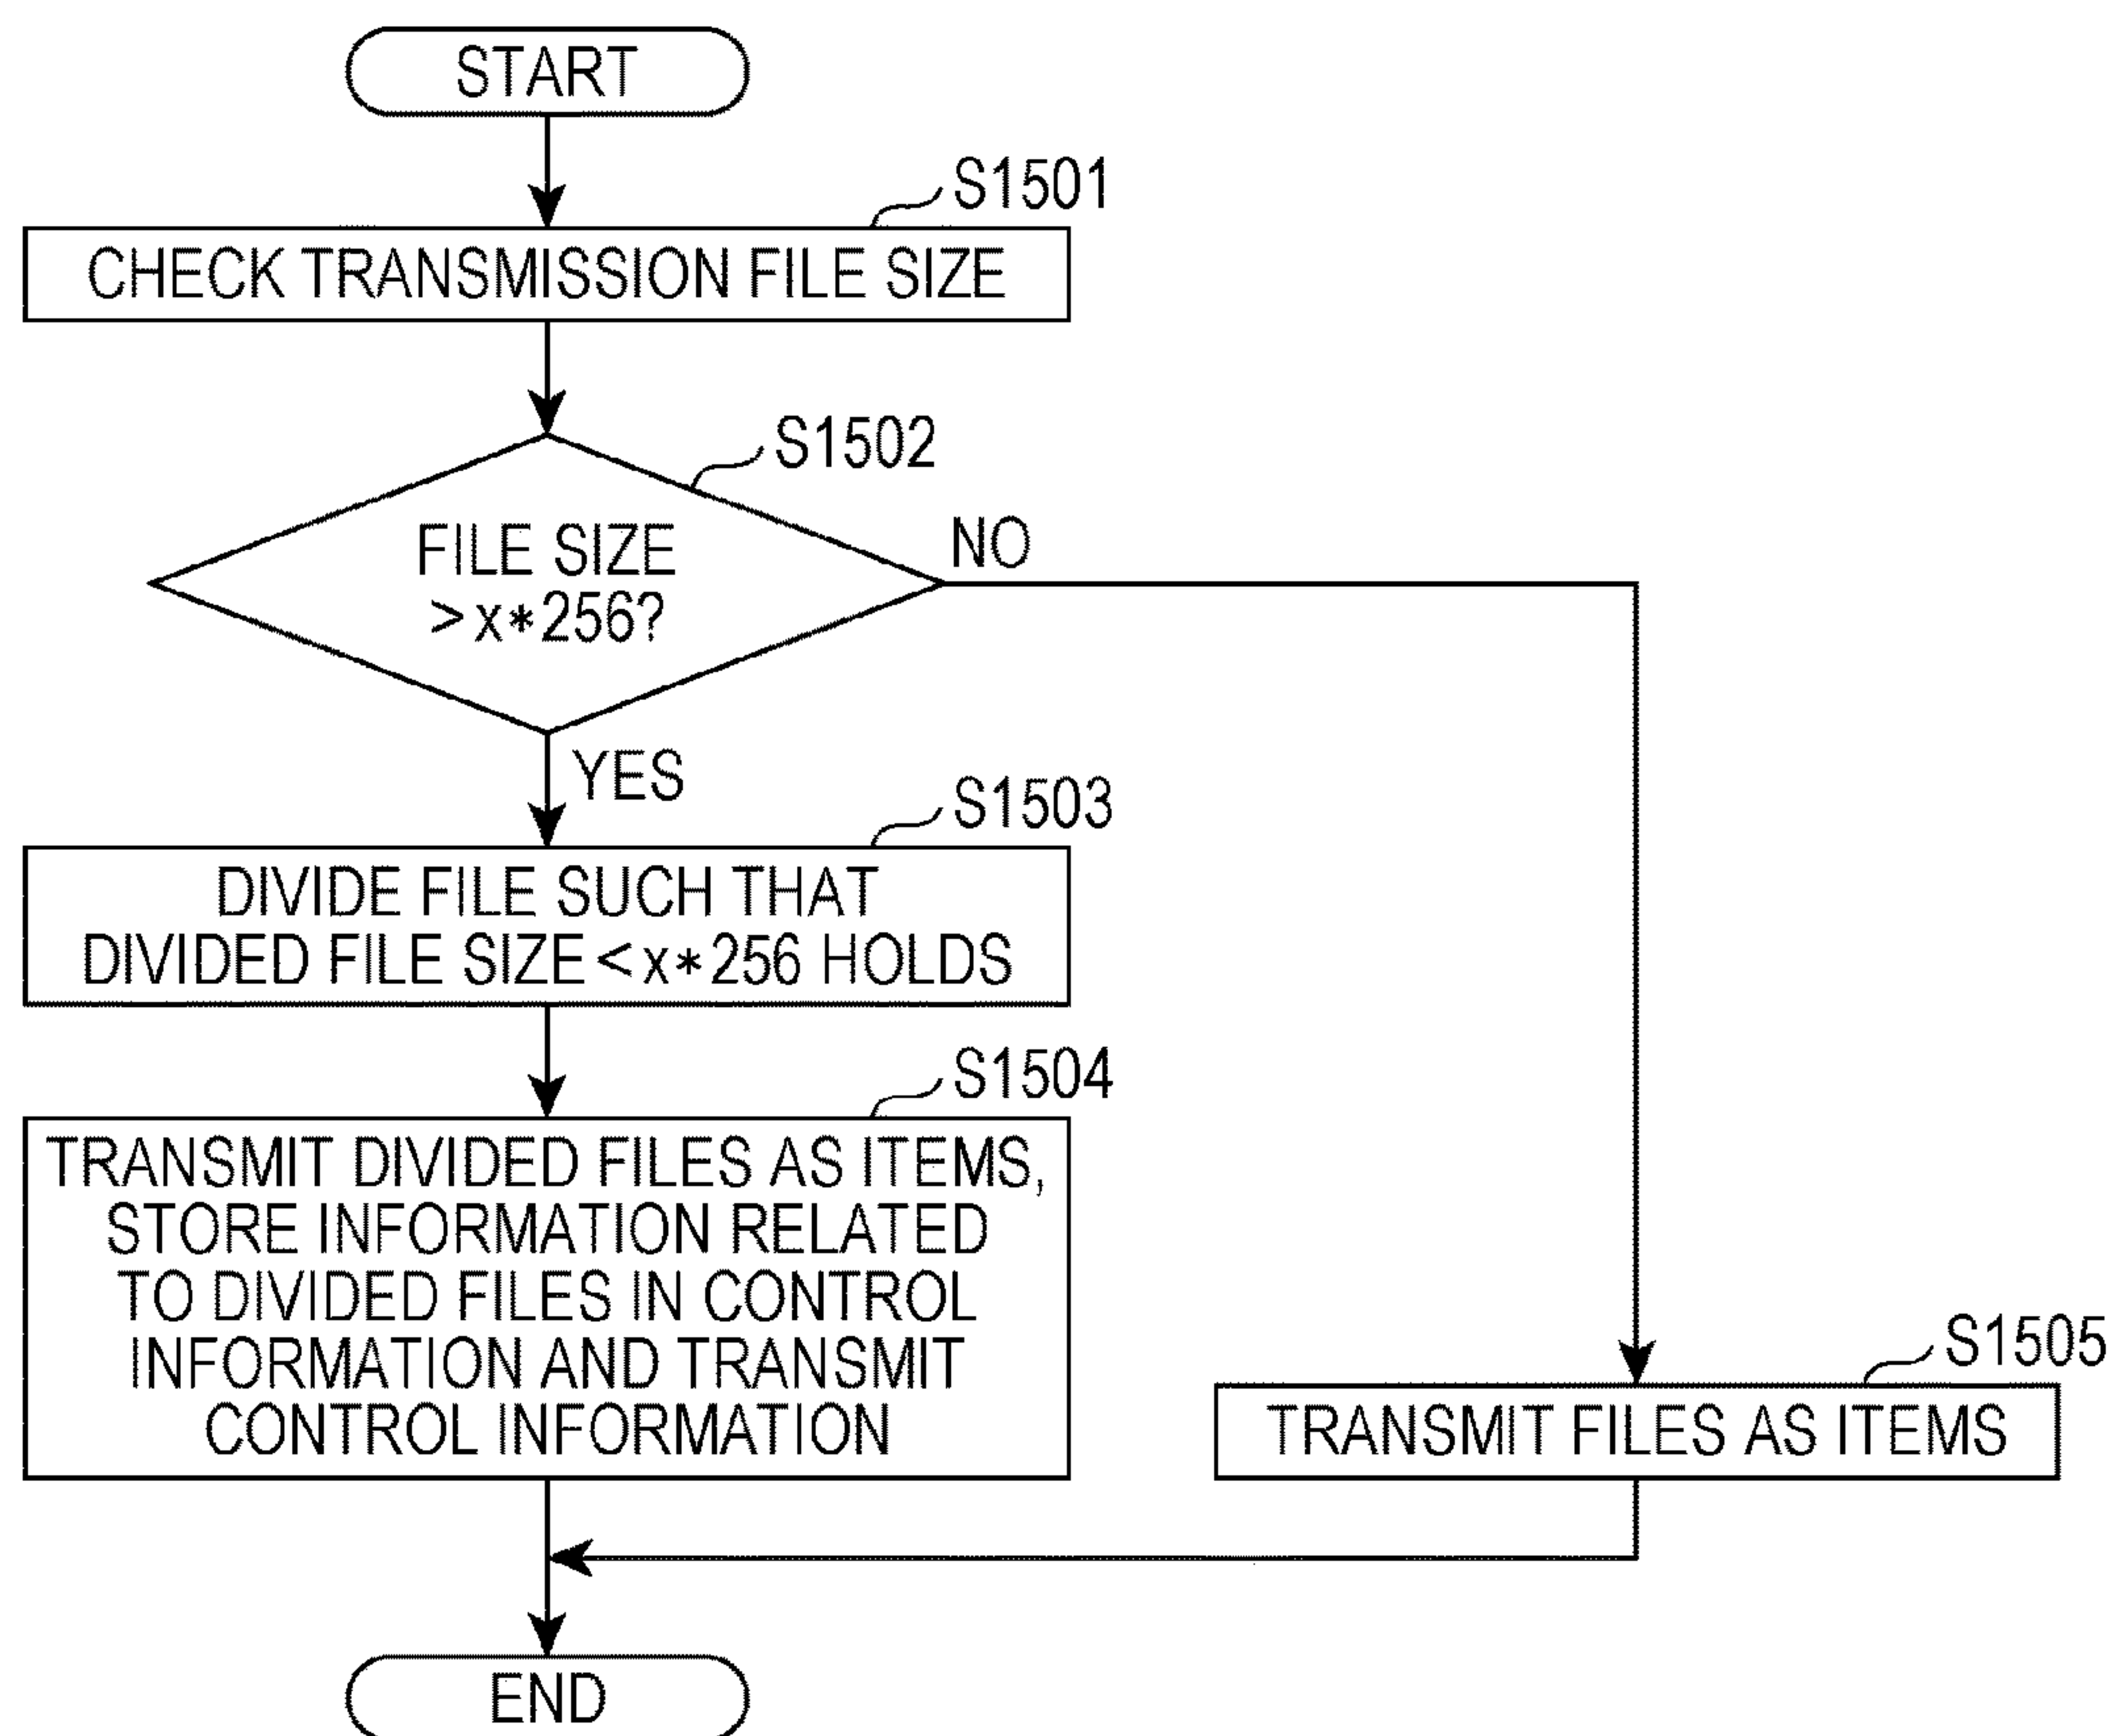 START
S1501
CHECK TRANSMISSION FILE SIZE
S1502
FILE SIZE
>x*256?
NO
YES
S1503
DIVIDE FILE SUCH THAT
DIVIDED FILE SIZE<x*256 HOLDS
S1504
TRANSMIT DIVIDED FILES AS ITEMS,
STORE INFORMATION RELATED
TO DIVIDED FILES IN CONTROL
INFORMATION AND TRANSMIT
CONTROL INFORMATION
S1505
TRANSMIT FILES AS ITEMS
END